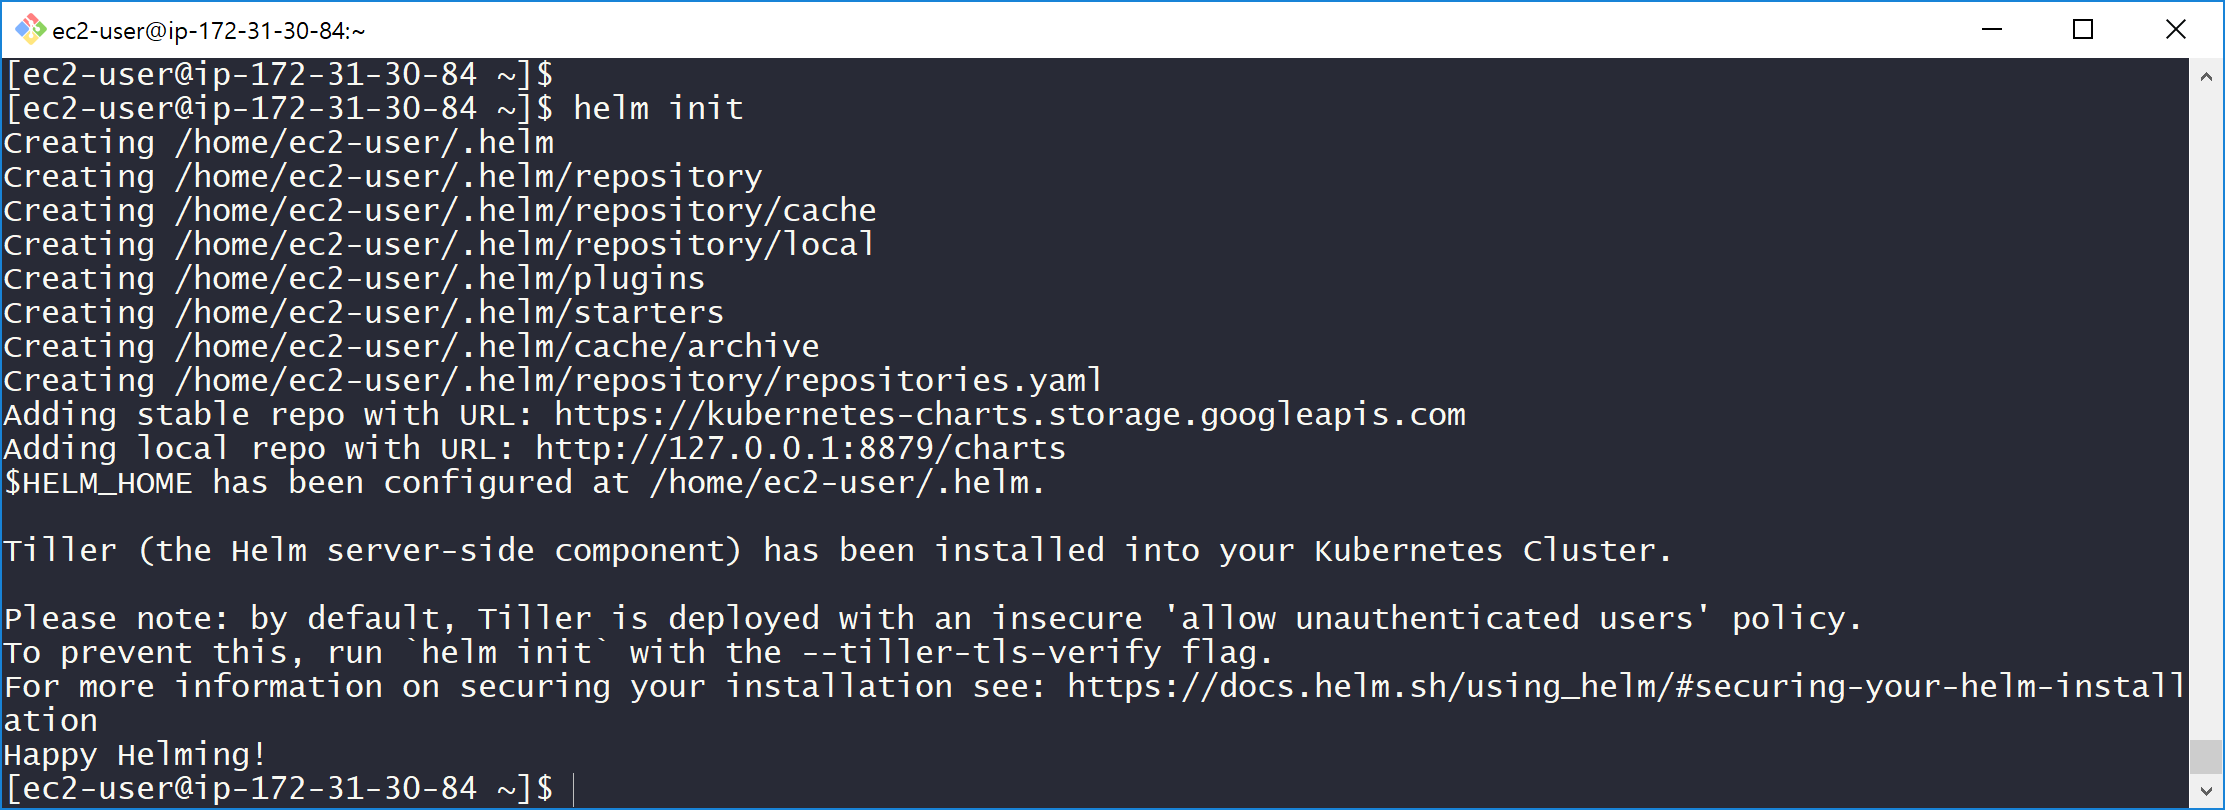 ec2-user@ip-172-31-30-84:~
[ec2-user@ip-172-31-30-84 ~]$
[ec2-user@ip-172-31-30-84 ~]$ helm init
Creating /home/ec2-user/.helm
Creating /home/ec2-user/.helm/repository
Creating /home/ec2-user/.helm/repository/cache
Creating /home/ec2-user/.helm/repository/local
Creating /home/ec2-user/.helm/plugins
Creating /home/ec2-user/.helm/starters
Creating /home/ec2-user/.helm/cache/archive
Creating /home/ec2-user/.helm/repository/repositories.yaml
Adding stable repo with URL: https://kubernetes-charts.storage.googleapis.com
Adding local repo with URL: http://127.0.0.1:8879/charts
$HELM_HOME has been configured at /home/ec2-user/.helm.
Tiller (the Helm server-side component) has been installed into your Kubernetes Cluster.
Please note: by default, Tiller is deployed with an insecure 'allow unauthenticated users' policy.
To prevent this, run `helm init` with the --tiller-tls-verify flag.
For more information on securing your installation see: https://docs.helm.sh/using_helm/#securing-your-helm-install
ation
Happy Helming!
[ec2-user@ip-172-31-30-84 ~]$